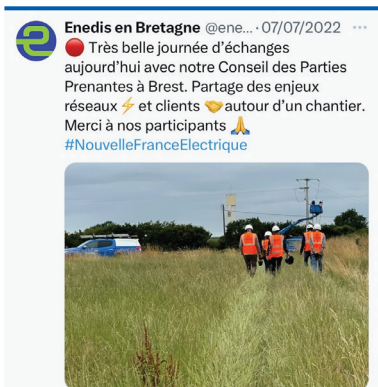 Enedis en Bretagne @ene... · 07/07/2022 ...
🔴 Très belle journée d'échanges
aujourd'hui avec notre Conseil des Parties
Prenantes à Brest. Partage des enjeux
réseaux ⚡ et clients 🤝 autour d'un chantier.
Merci à nos participants 🙏
#NouvelleFranceElectrique